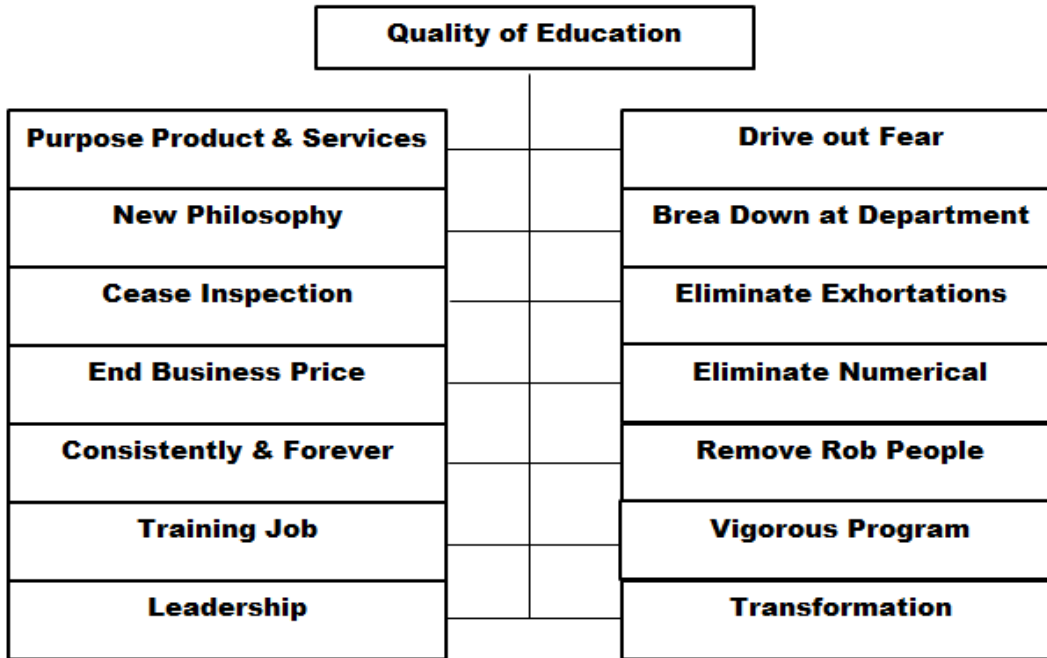 Quality of Education
Purpose Product & Services
New Philosophy
Cease Inspection
End Business Price
Consistently & Forever
Training Job
Leadership
Drive out Fear
Brea Down at Department
Eliminate Exhortations
Eliminate Numerical
Remove Rob People
Vigorous Program
Transformation